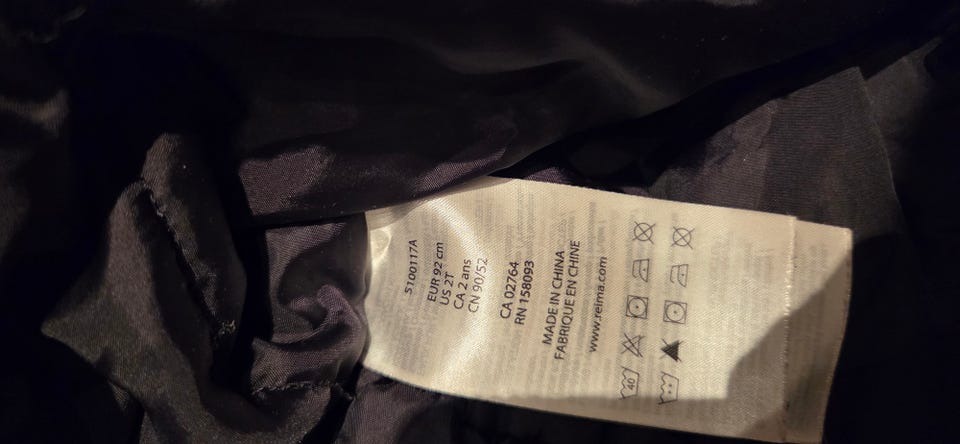 5100117A
EUR 92 cm
US 2T
CA 2 ans
CN 90/52
CA 02764
RN 158093
MADE IN CHINA
FABRIQUE EN CHINE
www.reima.com
40